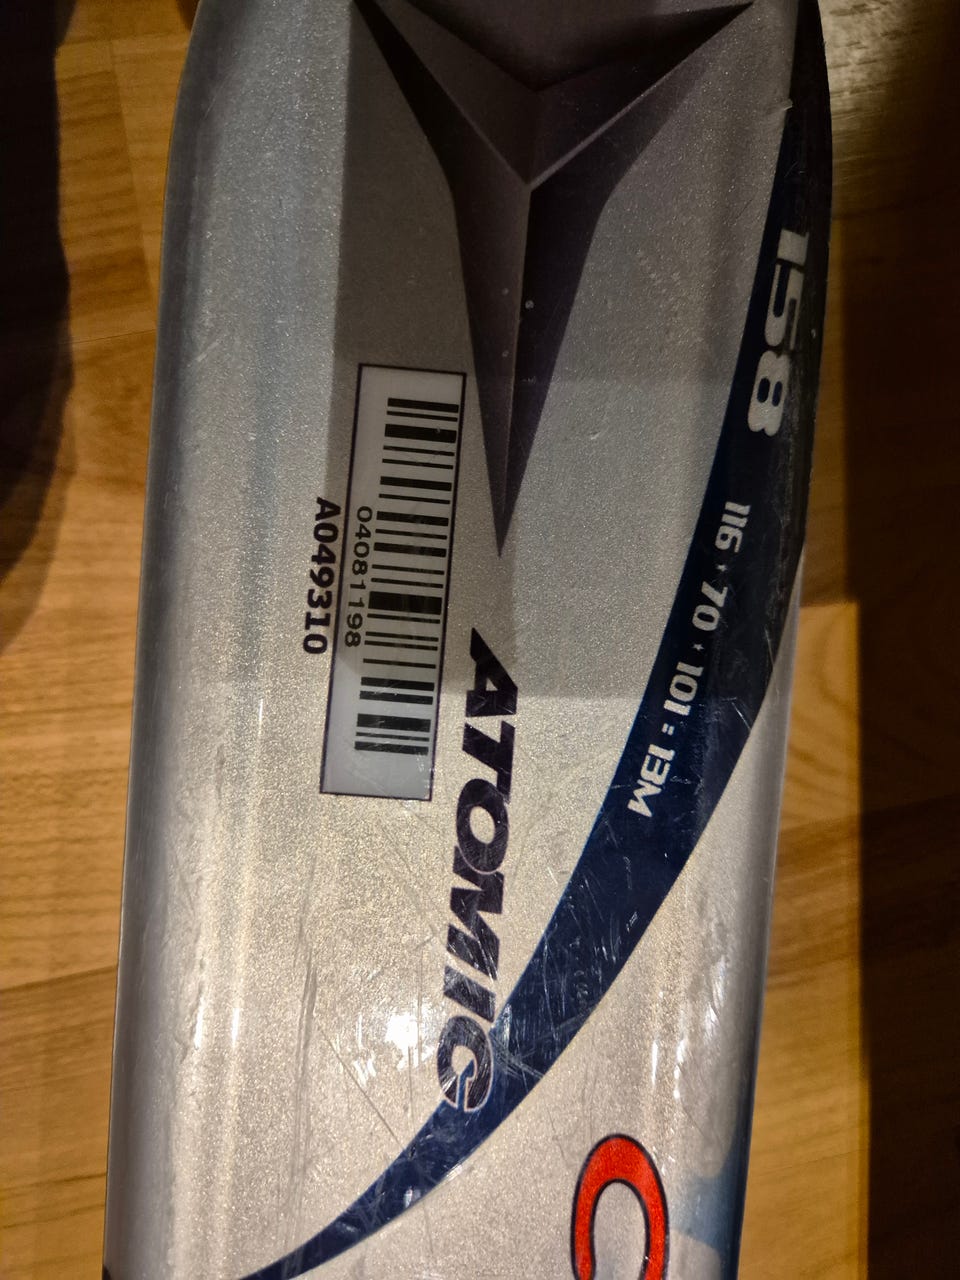 158
116 * 70 * 101 : 13M
04081198
A049310
ATOMIC
C